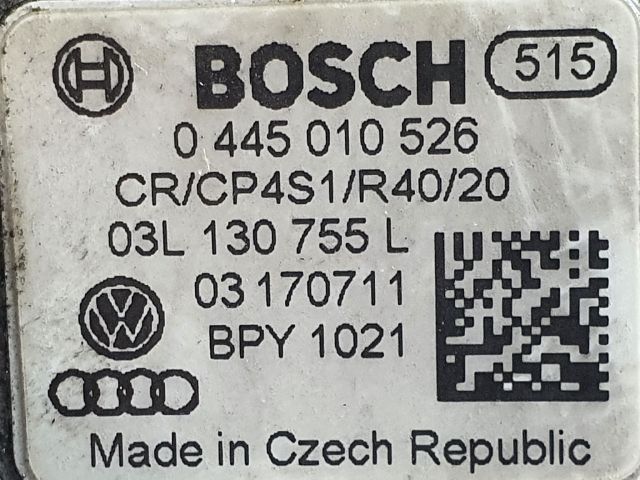 BOSCH 515
0 445 010 526
CR/CP4S1/R40/20
03L 130 755 L
03 170711
BPY 1021
Made in Czech Republic